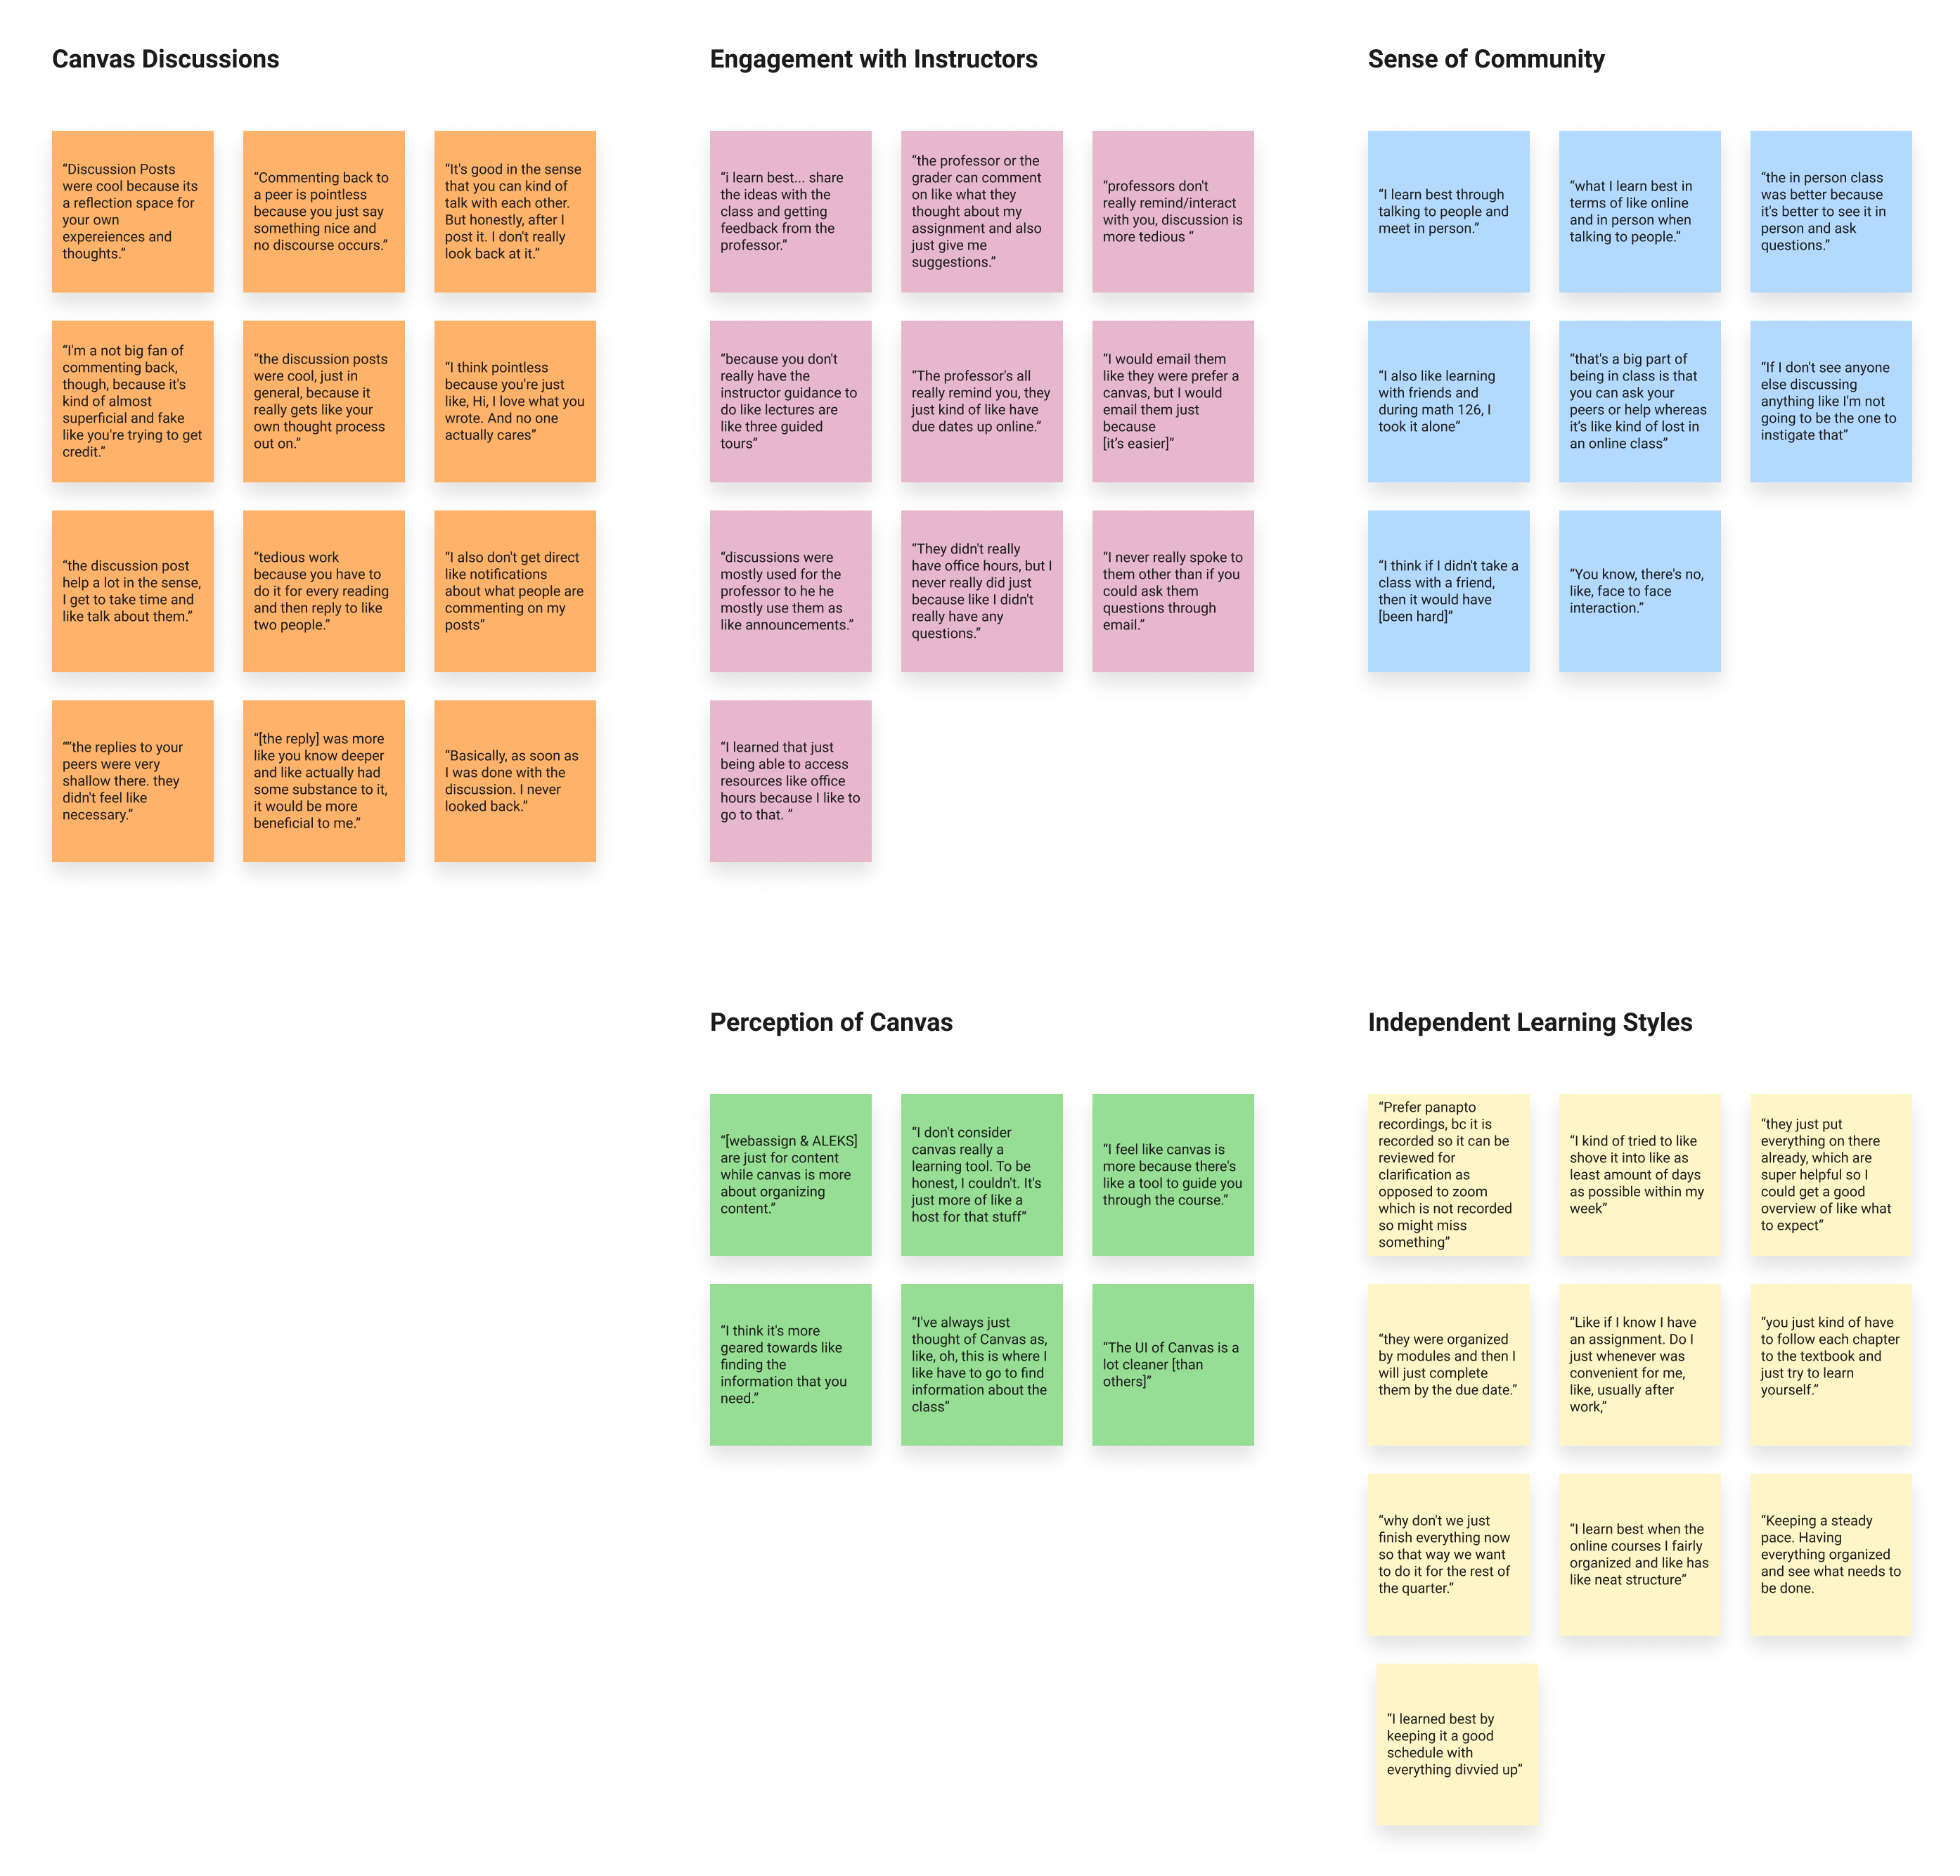 Canvas Discussions
“Discussion Posts
were cool because its
a reflection space for
your own
expereiences and
thoughts.”
“Commenting back to
a peer is pointless
because you just say
something nice and
no discourse occurs.”
“It's good in the sense
that you can kind of
talk with each other.
But honestly, after I
post it. I don't really
look back at it.”
“I'm a not big fan of
commenting back,
though, because it's
kind of almost
superficial and fake
like you're trying to get
credit.”
“the discussion posts
were cool, just in
general, because it
really gets like your
own thought process
out on.”
“I think pointless
because you're just
like, Hi, I love what you
wrote. And no one
actually cares”
“the discussion post
help a lot in the sense,
I get to take time and
like talk about them.”
“tedious work
because you have to
do it for every reading
and then reply to like
two people.”
“I also don't get direct
like notifications
about what people are
commenting on my
posts”
““the replies to your
peers were very
shallow there. they
didn't feel like
necessary.”
“[the reply] was more
like you know deeper
and like actually had
some substance to it,
it would be more
beneficial to me.”
“Basically, as soon as
I was done with the
discussion. I never
looked back.”
Engagement with Instructors
“i learn best... share
the ideas with the
class and getting
feedback from the
professor.”
“the professor or the
grader can comment
on like what they
thought about my
assignment and also
just give me
suggestions.”
“professors don't
really remind/interact
with you, discussion is
more tedious “
“because you don't
really have the
instructor guidance to
do like lectures are
like three guided
tours”
“The professor's all
really remind you, they
just kind of like have
due dates up online.”
“I would email them
like they were prefer a
canvas, but I would
email them just
because
[it’s easier]”
“discussions were
mostly used for the
professor to he he
mostly use them as
like announcements.”
“They didn't really
have office hours, but I
never really did just
because like I didn't
really have any
questions.”
“I never really spoke to
them other than if you
could ask them
questions through
email.”
“I learned that just
being able to access
resources like office
hours because I like to
go to that. ”
Sense of Community
“I learn best through
talking to people and
meet in person.”
“what I learn best in
terms of like online
and in person when
talking to people.”
“the in person class
was better because
it's better to see it in
person and ask
questions.”
“I also like learning
with friends and
during math 126, I
took it alone”
“that's a big part of
being in class is that
you can ask your
peers or help whereas
it’s like kind of lost in
an online class”
“If I don't see anyone
else discussing
anything like I'm not
going to be the one to
instigate that”
“I think if I didn't take a
class with a friend,
then it would have
[been hard]”
“You know, there's no,
like, face to face
interaction.”
Perception of Canvas
“[webassign & ALEKS]
are just for content
while canvas is more
about organizing
content.”
“I don't consider
canvas really a
learning tool. To be
honest, I couldn't. It's
just more of like a
host for that stuff”
“I feel like canvas is
more because there's
like a tool to guide you
through the course.”
“I think it's more
geared towards like
finding the
information that you
need.”
“I've always just
thought of Canvas as,
like, oh, this is where I
like have to go to find
information about the
class”
“The UI of Canvas is a
lot cleaner [than
others]”
Independent Learning Styles
“Prefer panapto
recordings, bc it is
recorded so it can be
reviewed for
clarification as
opposed to zoom
which is not recorded
so might miss
something”
“I kind of tried to like
shove it into like as
least amount of days
as possible within my
week”
“they just put
everything on there
already, which are
super helpful so I
could get a good
overview of like what
to expect”
“they were organized
by modules and then I
will just complete
them by the due date.”
“Like if I know I have
an assignment. Do I
just whenever was
convenient for me,
like, usually after
work,”
“you just kind of have
to follow each chapter
to the textbook and
just try to learn
yourself.”
“why don't we just
finish everything now
so that way we want
to do it for the rest of
the quarter.”
“I learn best when the
online courses I fairly
organized and like has
like neat structure”
“Keeping a steady
pace. Having
everything organized
and see what needs to
be done.
“I learned best by
keeping it a good
schedule with
everything divvied up”